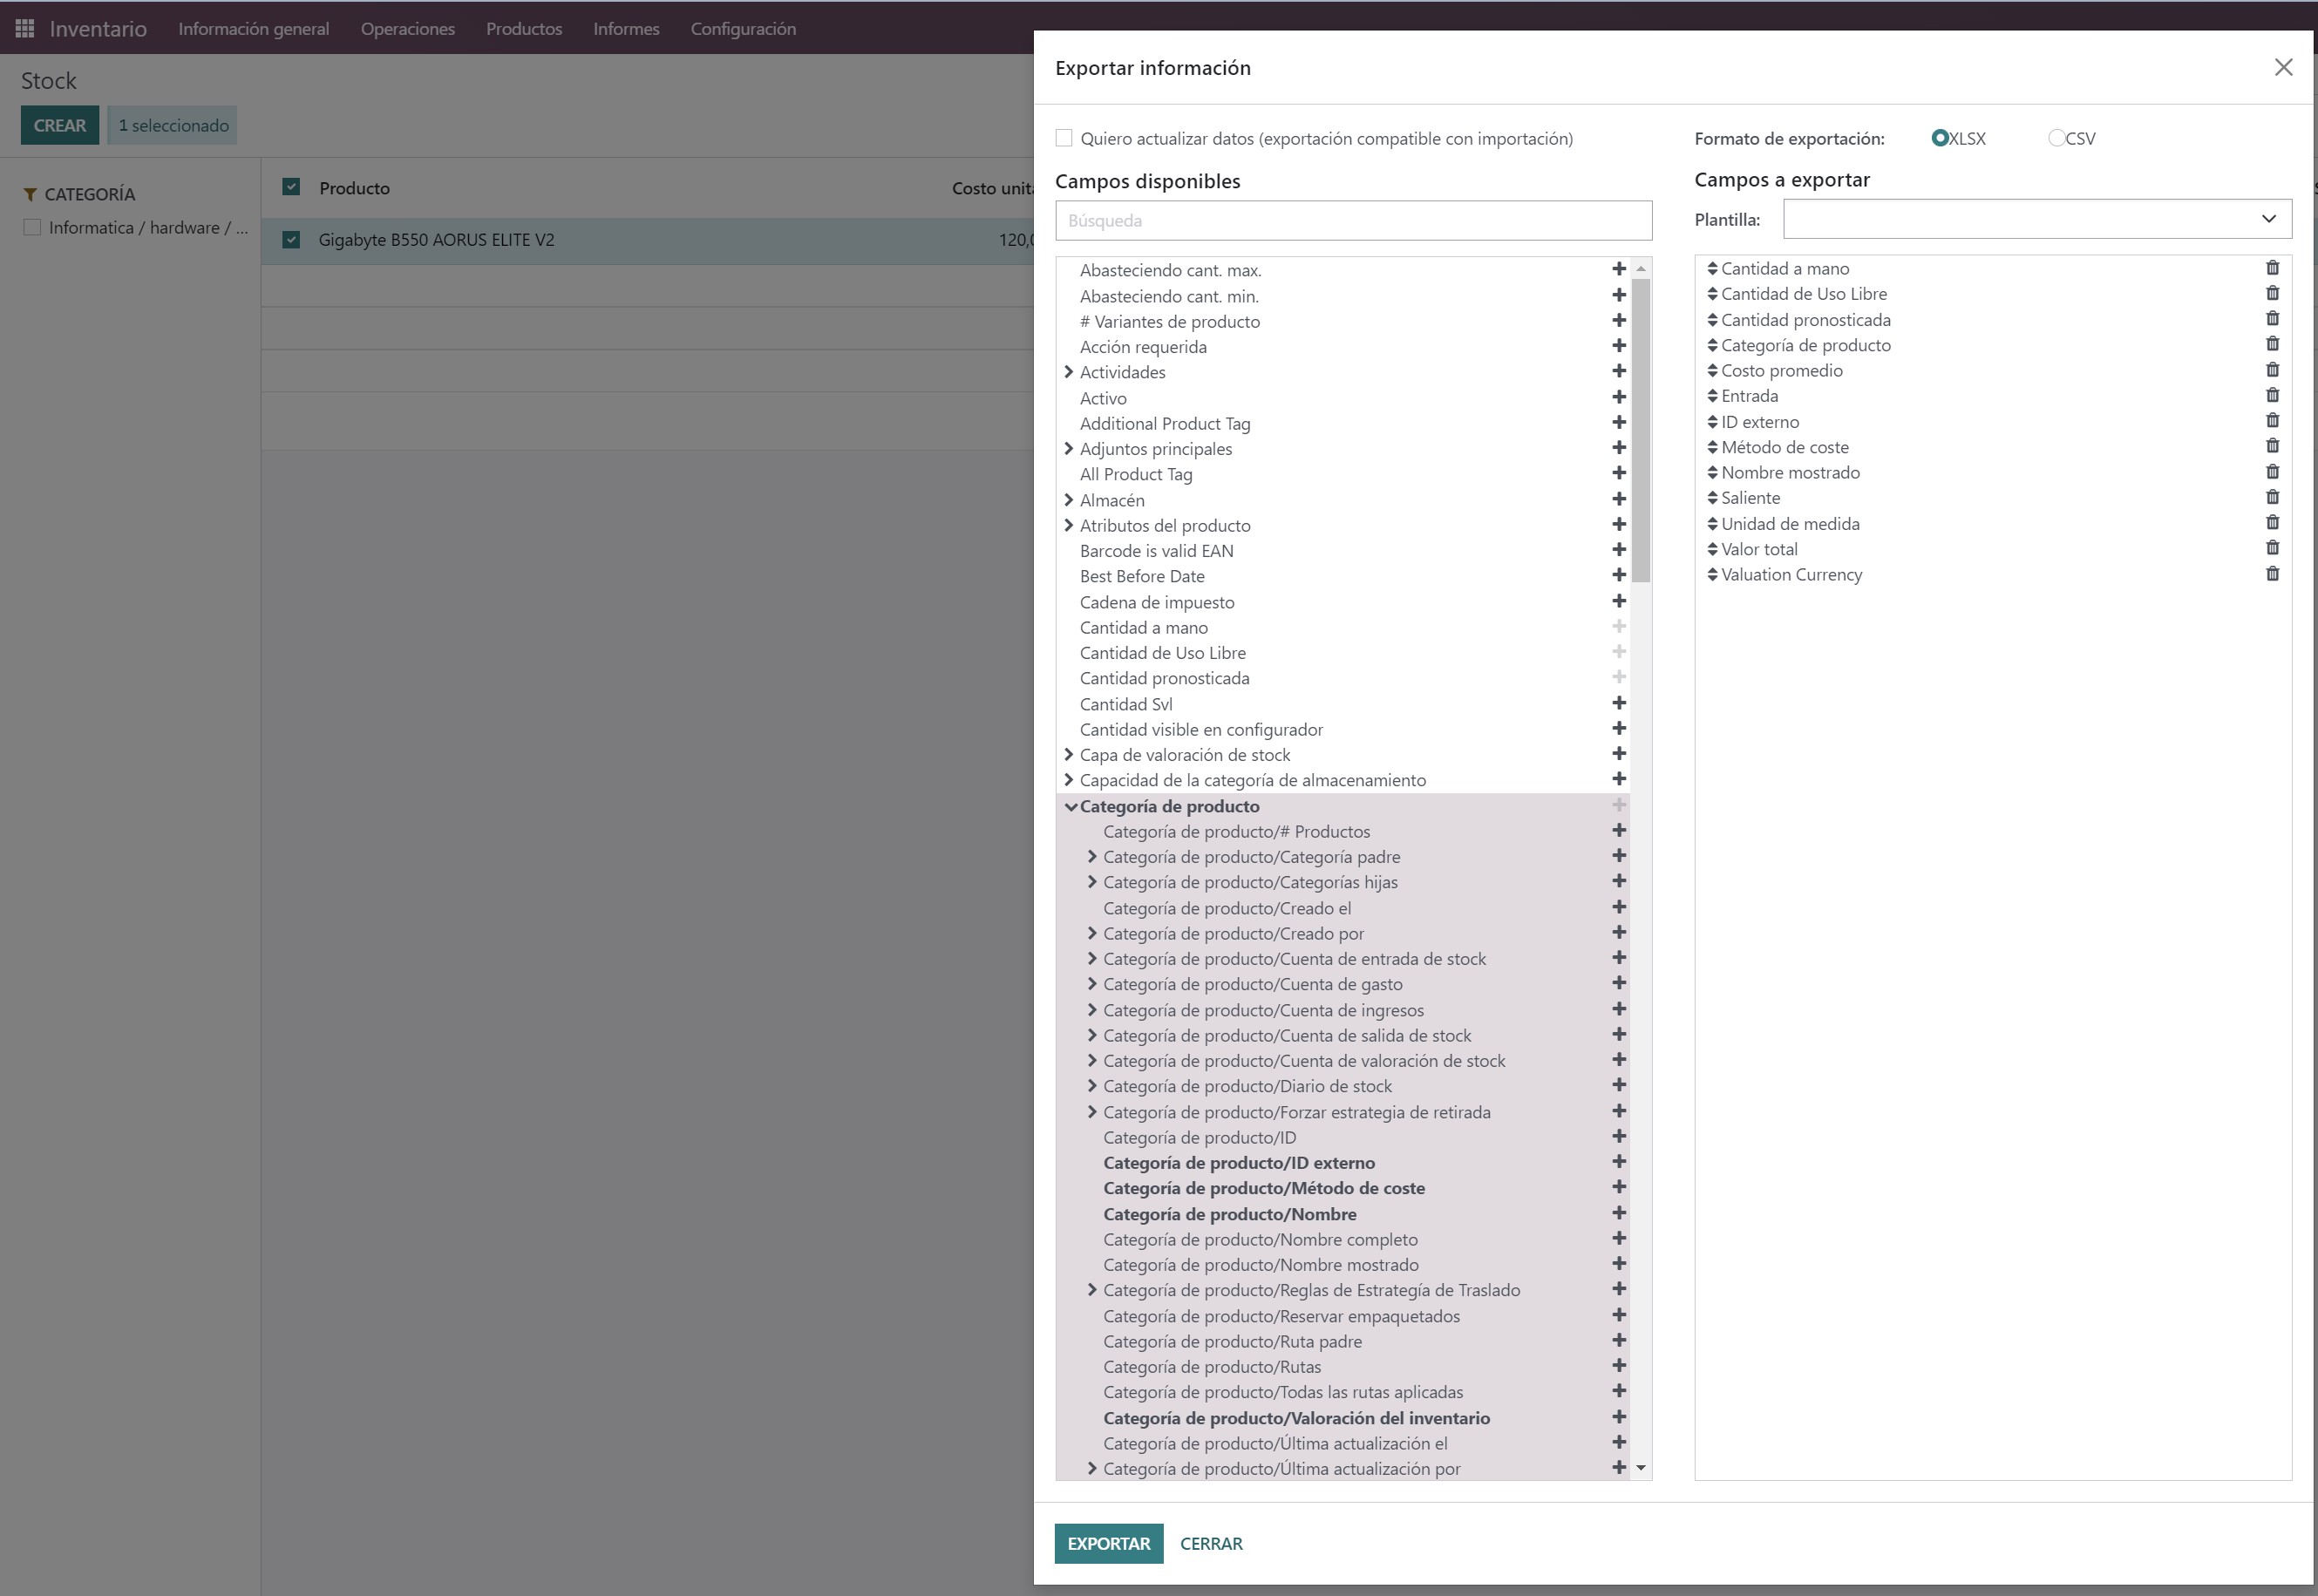 Inventario Información general Operaciones Productos Informes Configuración
Stock
CREAR 1 seleccionado
CATEGORÍA
Informatica / hardware / ...
Producto Costo
Gigabyte B550 AORUS ELITE V2
Exportar información
Quiero actualizar datos (exportación compatible con importación)
Campos disponibles
Búsqueda
Abasteciendo cant. max.
Abasteciendo cant. min.
# Variantes de producto
Acción requerida
Actividades
Activo
Additional Product Tag
Adjuntos principales
All Product Tag
Almacén
Atributos del producto
Barcode is valid EAN
Best Before Date
Cadena de impuesto
Cantidad a mano
Cantidad de Uso Libre
Cantidad pronosticada
Cantidad Svl
Cantidad visible en configurador
Capa de valoración de stock
Capacidad de la categoría de almacenamiento
Categoría de producto
Categoría de producto/# Productos
Categoría de producto/Categoría padre
Categoría de producto/Categorías hijas
Categoría de producto/Creado el
Categoría de producto/Creado por
Categoría de producto/Cuenta de entrada de stock
Categoría de producto/Cuenta de gasto
Categoría de producto/Cuenta de ingresos
Categoría de producto/Cuenta de salida de stock
Categoría de producto/Cuenta de valoración de stock
Categoría de producto/Diario de stock
Categoría de producto/Forzar estrategia de retirada
Categoría de producto/ID
Categoría de producto/ID externo
Categoría de producto/Método de coste
Categoría de producto/Nombre
Categoría de producto/Nombre completo
Categoría de producto/Nombre mostrado
Categoría de producto/Reglas de Estrategía de Traslado
Categoría de producto/Reservar empaquetados
Categoría de producto/Ruta padre
Categoría de producto/Rutas
Categoría de producto/Todas las rutas aplicadas
Categoría de producto/Valoración del inventario
Categoría de producto/Última actualización el
Categoría de producto/Última actualización por
Formato de exportación: XLSX CSV
Campos a exportar
Plantilla:
Cantidad a mano
Cantidad de Uso Libre
Cantidad pronosticada
Categoría de producto
Costo promedio
Entrada
ID externo
Método de coste
Nombre mostrado
Saliente
Unidad de medida
Valor total
Valuation Currency
EXPORTAR CERRAR